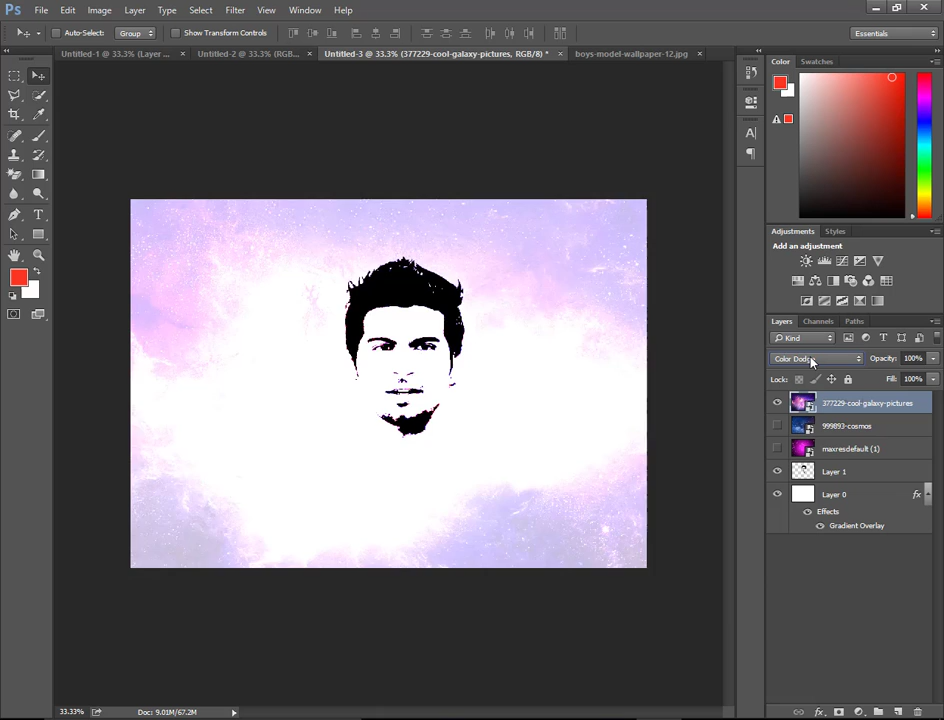 Ps File Edit Image Layer Type Select Filter View Window Help
Auto-Select: Group Show Transform Controls Essentials
Untitled-1 @ 33.3% (Layer ... × Untitled-2 @ 33.3% (RGB... × Untitled-3 @ 33.3% (377229-cool-galaxy-pictures, RGB/8) * × boys-model-wallpaper-12.jpg ×
Color Swatches
Adjustments Styles
Add an adjustment
Layers Channels Paths
Kind
Color Dodge Opacity: 100%
Lock: Fill: 100%
377229-cool-galaxy-pictures
999893-cosmos
maxresdefault (1)
Layer 1
Layer 0 fx
Effects
Gradient Overlay
33.33% Doc: 9.01M/67.2M